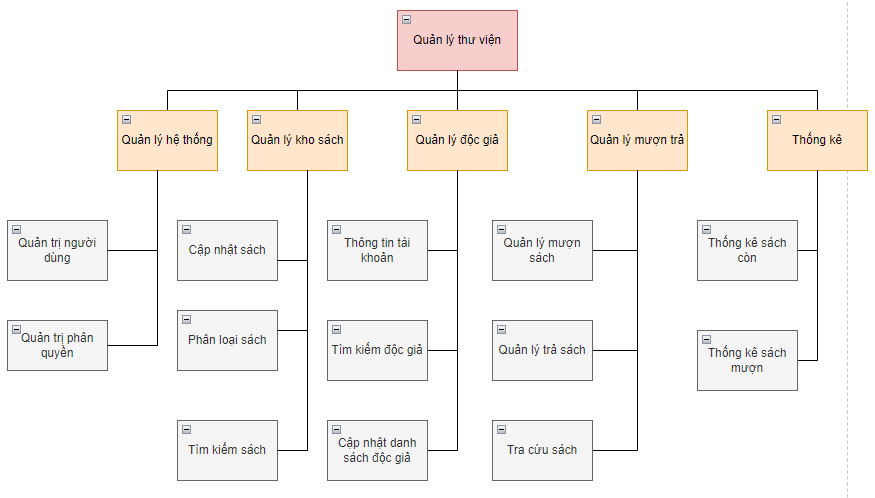 Quản lý thư viện
Quản lý hệ thống
Quản lý kho sách
Quản lý độc giả
Quản lý mượn trả
Thống kê
Quản trị người
dùng
Cập nhật sách
Thông tin tài
khoản
Quản lý mượn
sách
Thống kê sách
còn
Quản trị phân
quyền
Phân loại sách
Tìm kiếm độc giả
Quản lý trả sách
Thống kê sách
mượn
Tìm kiếm sách
Cập nhật danh
sách độc giả
Tra cứu sách